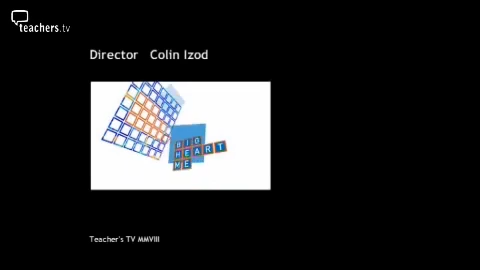 teachers.tv
Director Colin Izod
BIG
HEART
ME
Teacher's TV MMVIII